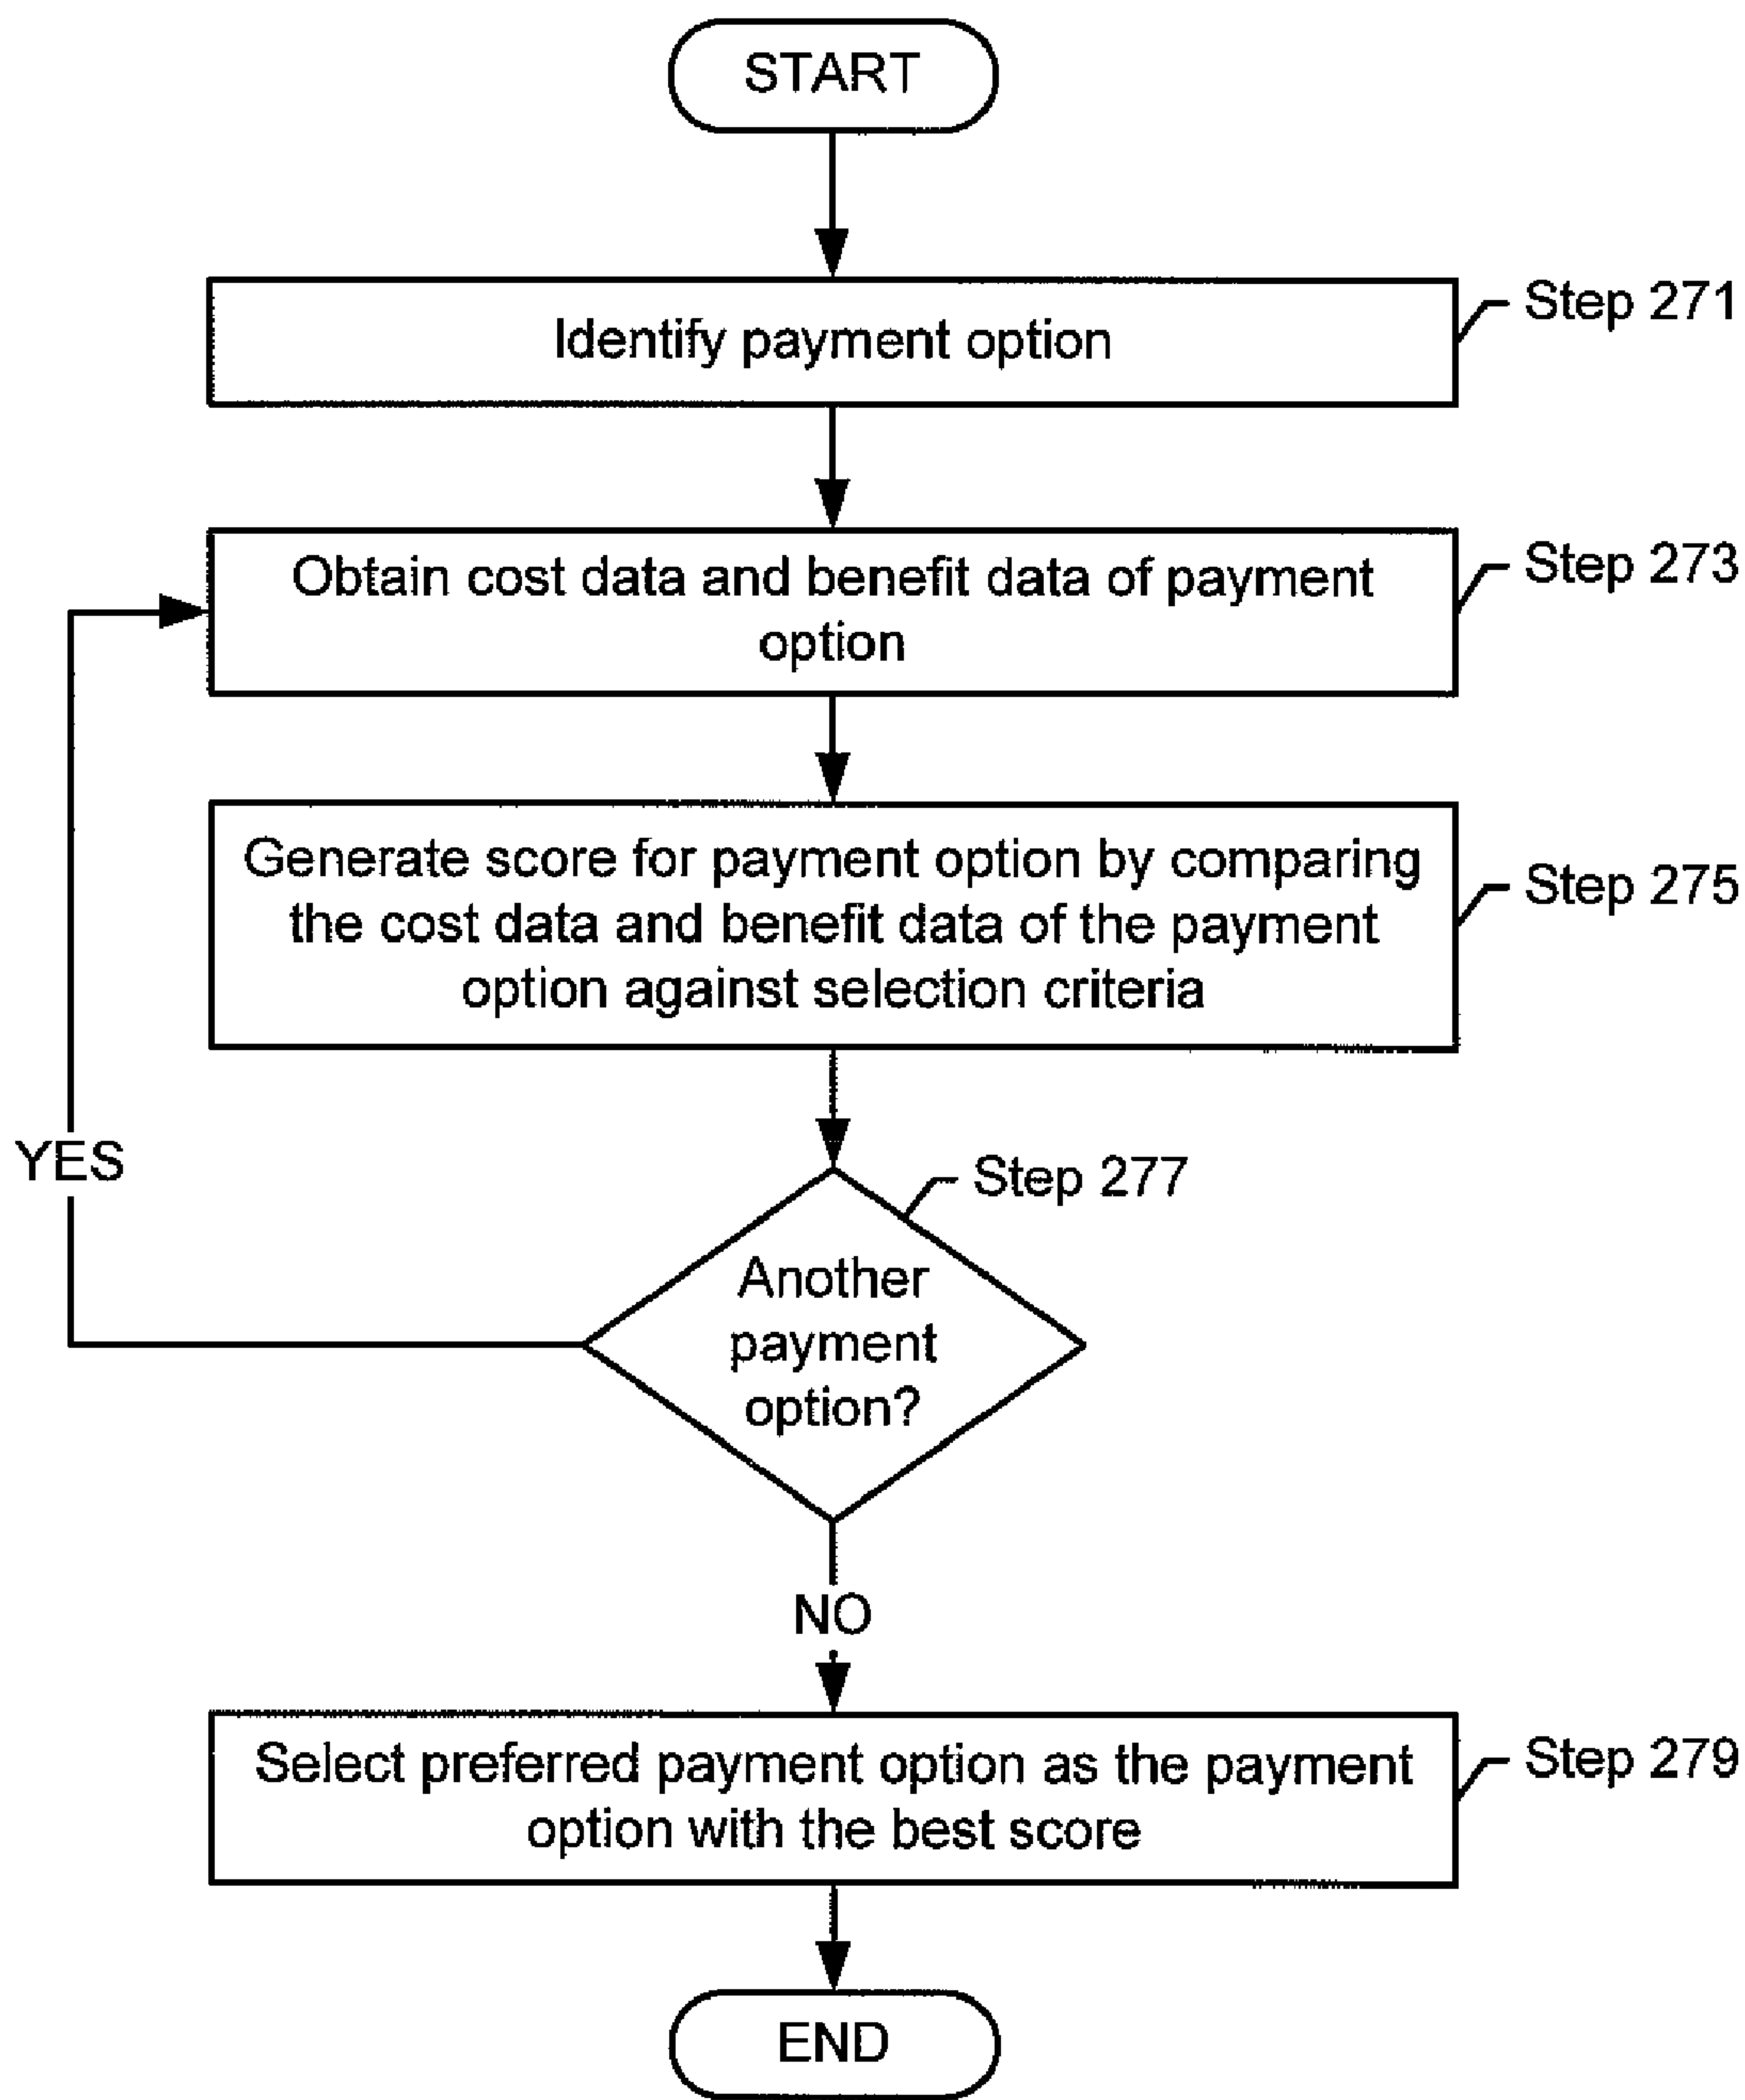 START
Identify payment option
Step 271
Obtain cost data and benefit data of payment
option
Step 273
Generate score for payment option by comparing
the cost data and benefit data of the payment
option against selection criteria
Step 275
YES
Step 277
Another
payment
option?
NO
Select preferred payment option as the payment
option with the best score
Step 279
END